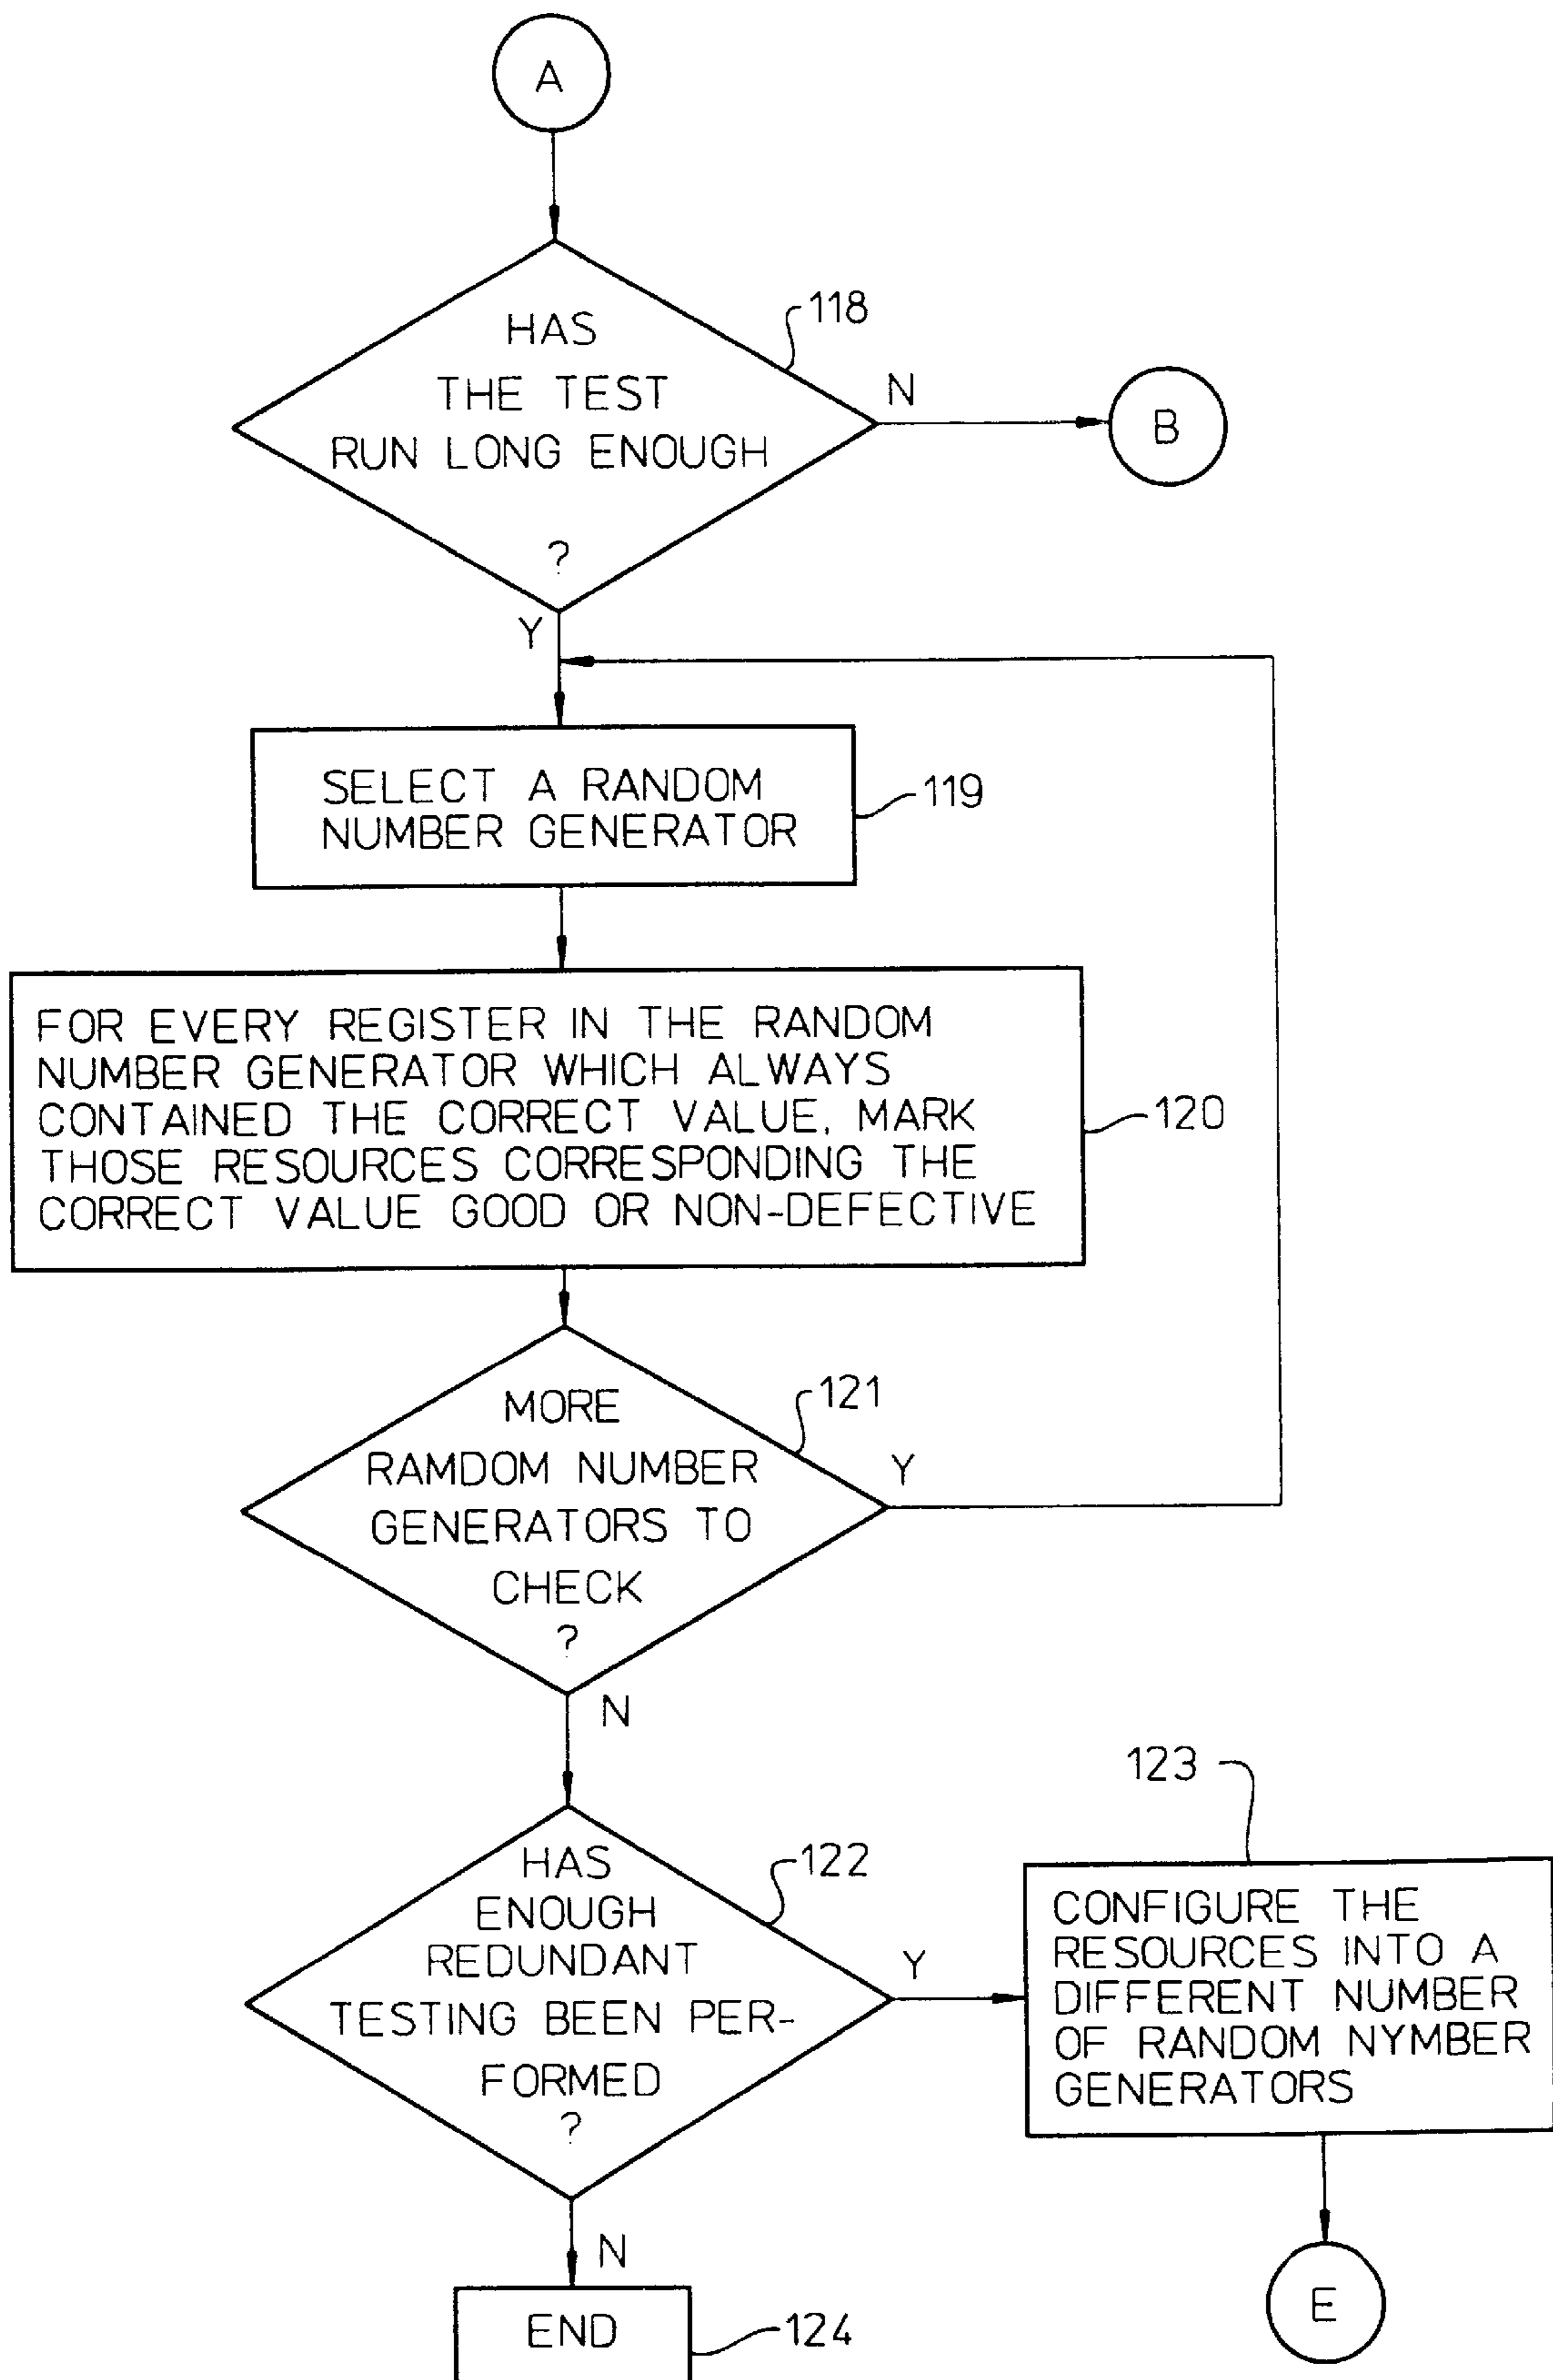 A
HAS
THE TEST
RUN LONG ENOUGH
?
118
N
B
Y
SELECT A RANDOM
NUMBER GENERATOR
119
FOR EVERY REGISTER IN THE RANDOM
NUMBER GENERATOR WHICH ALWAYS
CONTAINED THE CORRECT VALUE, MARK
THOSE RESOURCES CORRESPONDING THE
CORRECT VALUE GOOD OR NON-DEFECTIVE
120
MORE
RAMDOM NUMBER
GENERATORS TO
CHECK
?
121
Y
N
HAS
ENOUGH
REDUNDANT
TESTING BEEN PER-
FORMED
?
122
Y
123
CONFIGURE THE
RESOURCES INTO A
DIFFERENT NUMBER
OF RANDOM NYMBER
GENERATORS
N
E
END
124